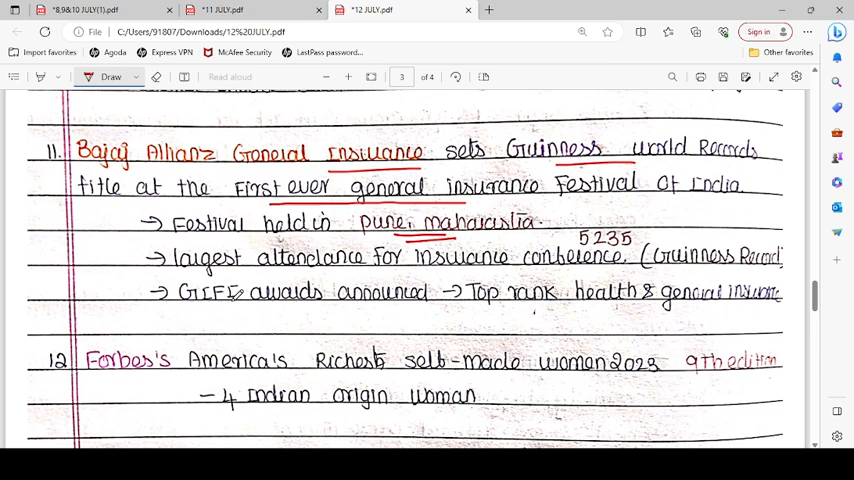 *8,9&10 JULY(1).pdf
*11 JULY.pdf
*12 JULY.pdf
File
C:/Users/91807/Downloads/12%20JULY.pdf
Sign in
Import favorites
Agoda
Express VPN
McAfee Security
LastPass password...
Other favorites
Draw
Read aloud
3 of 4
11. Bajaj Allianz General Insurance sets Guinness World Records
title at the First ever general insurance Festival of India
→ Festival held in pune, maharastra.
5235
→ largest attendance for insurance conference. (Guinness Record)
→ GIFI awards announced → Top rank health & general insurance
12 Forbes's America's Richest self-made women 2023 9th edition
- 4 Indian origin woman